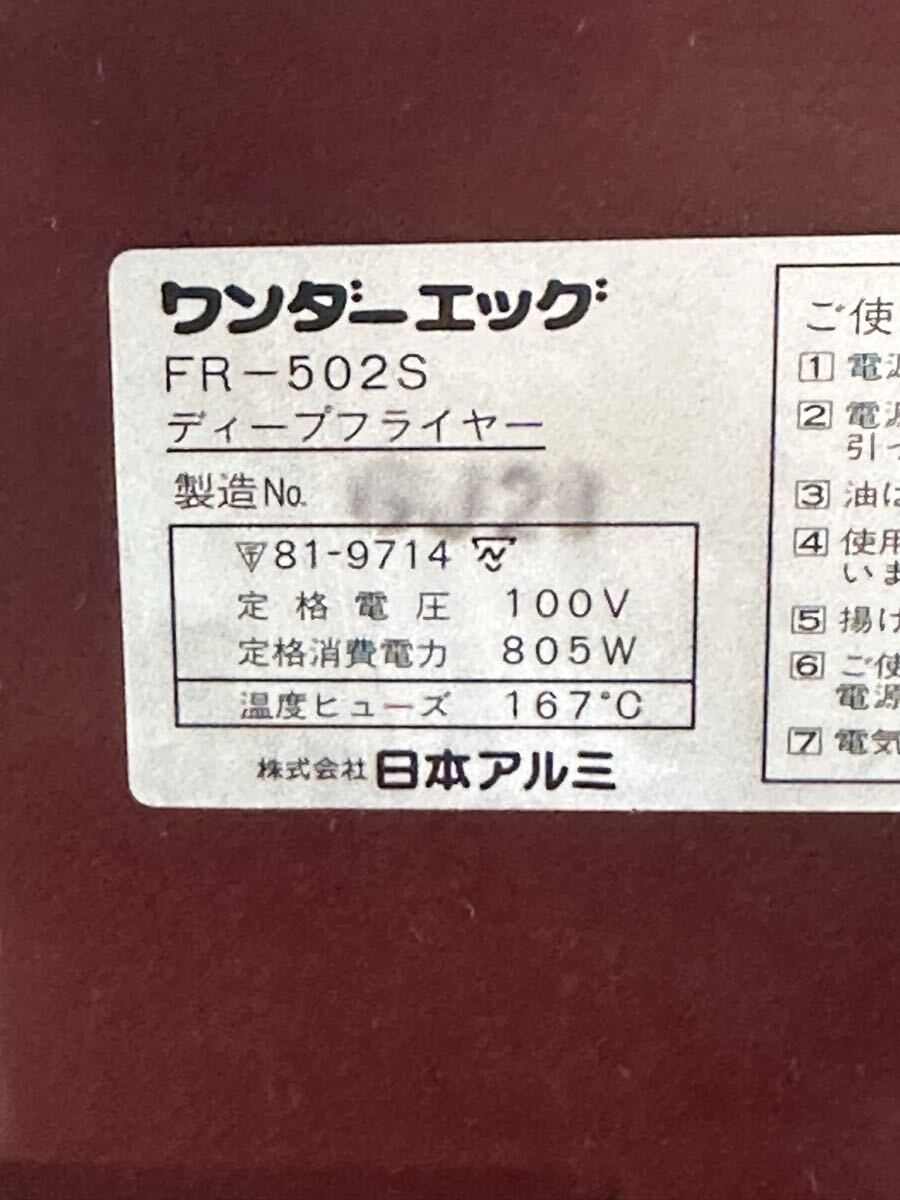 ワンダーエッグ
FR-502S
ディープフライヤー
製造No.
81-9714
定格電圧 100V
定格消費電力 805W
温度ヒューズ 167°C
株式会社 日本アルミ
ご使
1 電源
2 電源
引っ
3 油は
4 使用
いま
5 揚げ
6 ご使
電源
7 電気